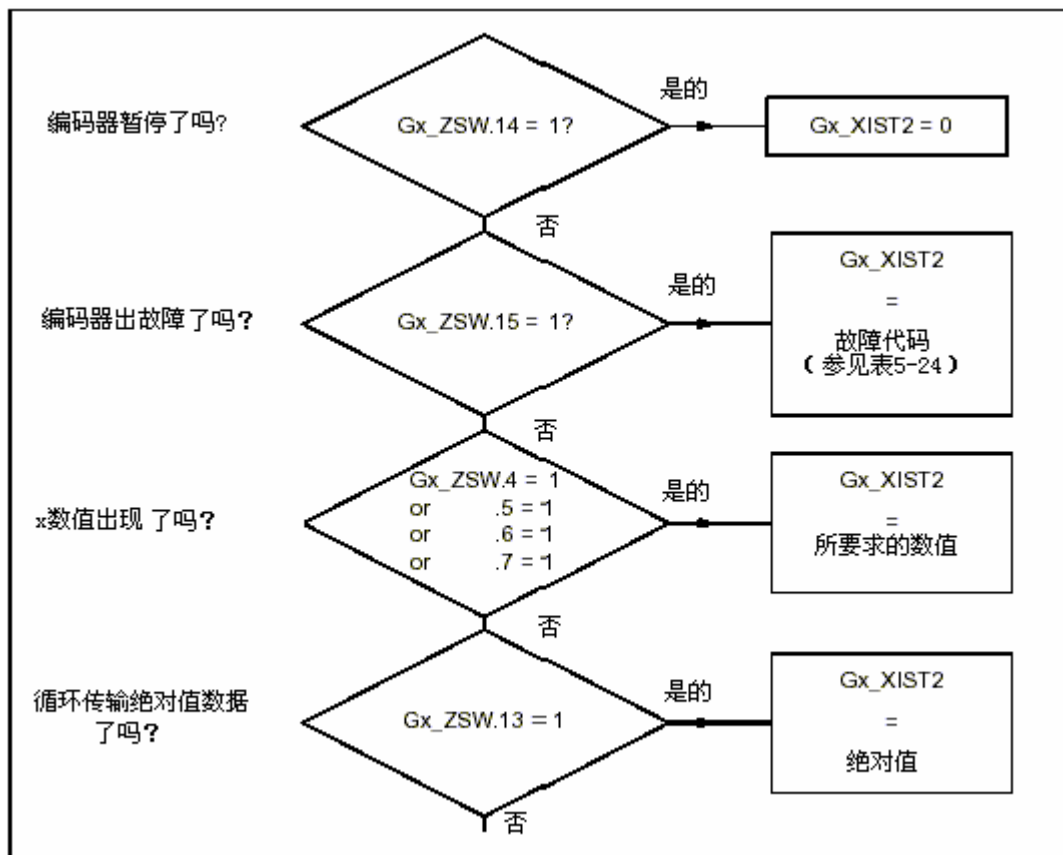 是的
编码器暂停了吗?
Gx_ZSW.14 = 1?
Gx_XIST2 = 0
否
编码器出故障了吗?
Gx_ZSW.15 = 1?
是的
Gx_XIST2
=
故障代码
( 参见表5-24 )
否
x数值出现 了吗?
Gx_ZSW.4 = 1
or .5 = 1
or .6 = 1
or .7 = 1
是的
Gx_XIST2
=
所要求的数值
否
循环传输绝对值数据
了吗?
Gx_ZSW.13 = 1
是的
Gx_XIST2
=
绝对值
否